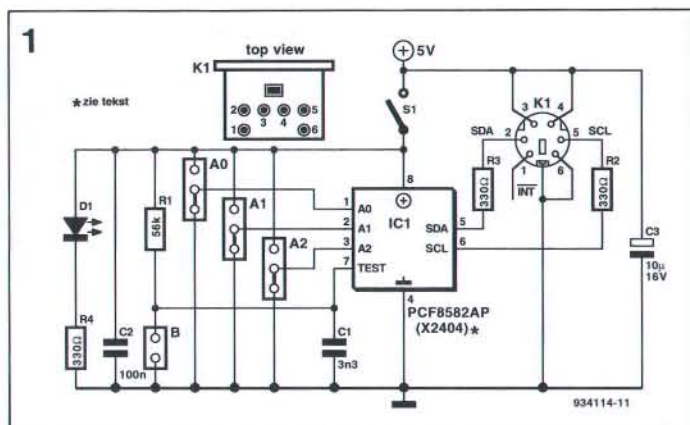 1
top view
K1
2 3 4 5
1 6
*zie tekst
5V
S1
K1
3 4
SDA 2 5 SCL
1 6
INT
R3
330Ω
R2
330Ω
C3
10µ
16V
D1
R1
56k
A0
A1
A2
8
1 A0
2 A1
3 A2
7 TEST
IC1
SDA 5
SCL 6
4
PCF8582AP
(X2404)*
R4
330Ω
C2
100n
B
C1
3n3
934114-11